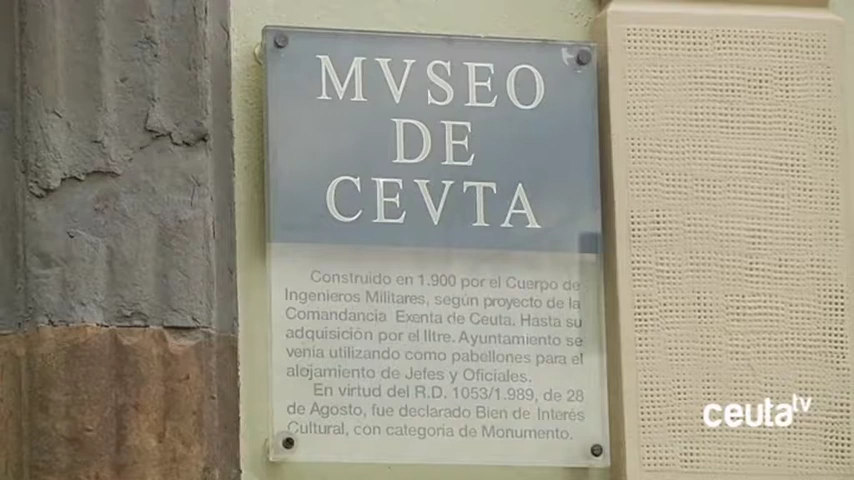 MVSEO
DE
CEVTA
Construido en 1.900 por el Cuerpo de
Ingenieros Militares, según proyecto de la
Comandancia Exenta de Ceuta. Hasta su
adquisición por el Iltre. Ayuntamiento se
venía utilizando como pabellones para el
alojamiento de Jefes y Oficiales.
En virtud del R.D. 1053/1.989, de 28
de Agosto, fue declarado Bien de Interés
Cultural, con categoría de Monumento.
ceuta tv